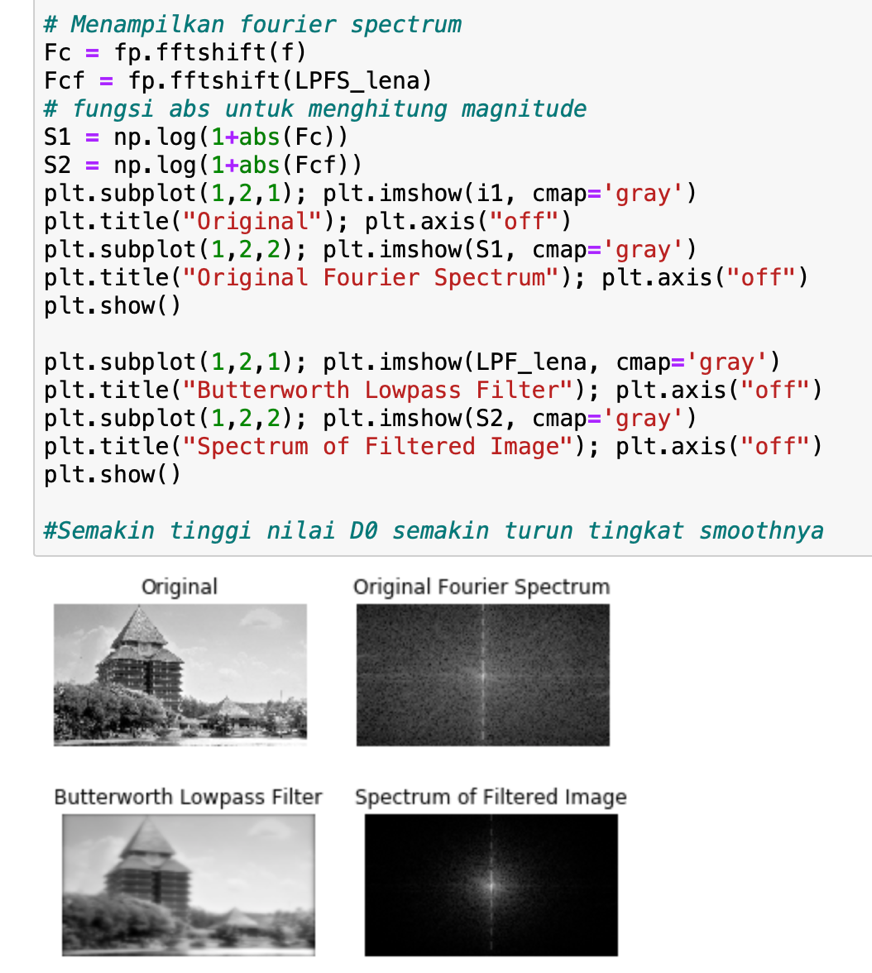 # Menampilkan fourier spectrum
Fc = fp.fftshift(f)
Fcf = fp.fftshift(LPFS_lena)
# fungsi abs untuk menghitung magnitude
S1 = np.log(1+abs(Fc))
S2 = np.log(1+abs(Fcf))
plt.subplot(1,2,1); plt.imshow(i1, cmap='gray')
plt.title("Original"); plt.axis("off")
plt.subplot(1,2,2); plt.imshow(S1, cmap='gray')
plt.title("Original Fourier Spectrum"); plt.axis("off")
plt.show()
plt.subplot(1,2,1); plt.imshow(LPF_lena, cmap='gray')
plt.title("Butterworth Lowpass Filter"); plt.axis("off")
plt.subplot(1,2,2); plt.imshow(S2, cmap='gray')
plt.title("Spectrum of Filtered Image"); plt.axis("off")
plt.show()
#Semakin tinggi nilai D0 semakin turun tingkat smoothnya
Original
Original Fourier Spectrum
Butterworth Lowpass Filter
Spectrum of Filtered Image